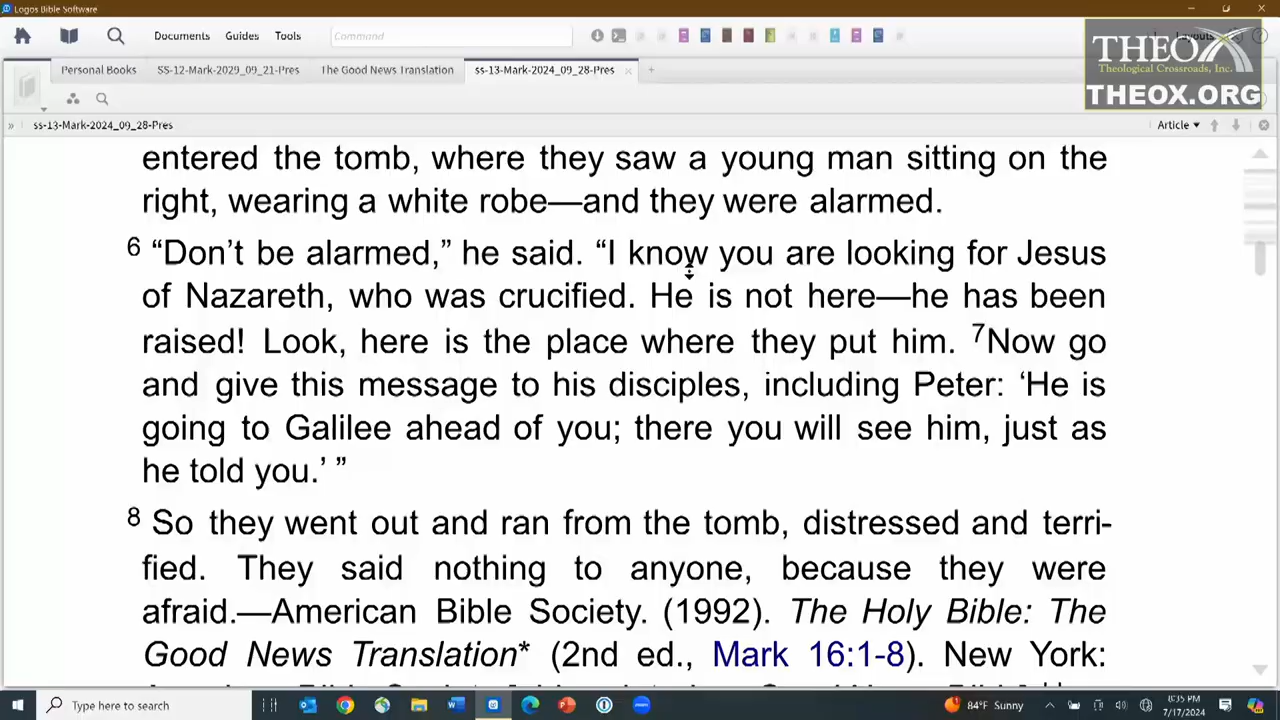 Logos Bible Software
Documents Guides Tools Command Layouts
THEOX
Theological Crossroads, Inc.
THEOX.ORG
Personal Books SS-12-Mark-2029_09_21-Pres The Good News Translation ss-13-Mark-2024_09_28-Pres
» ss-13-Mark-2024_09_28-Pres Article
entered the tomb, where they saw a young man sitting on the
right, wearing a white robe—and they were alarmed.
6 “Don’t be alarmed,” he said. “I know you are looking for Jesus
of Nazareth, who was crucified. He is not here—he has been
raised! Look, here is the place where they put him. 7Now go
and give this message to his disciples, including Peter: ‘He is
going to Galilee ahead of you; there you will see him, just as
he told you.’ ”
8 So they went out and ran from the tomb, distressed and terri-
fied. They said nothing to anyone, because they were
afraid.—American Bible Society. (1992). The Holy Bible: The
Good News Translation* (2nd ed., Mark 16:1-8). New York:
Type here to search 84°F Sunny 8:35 PM
7/17/2024